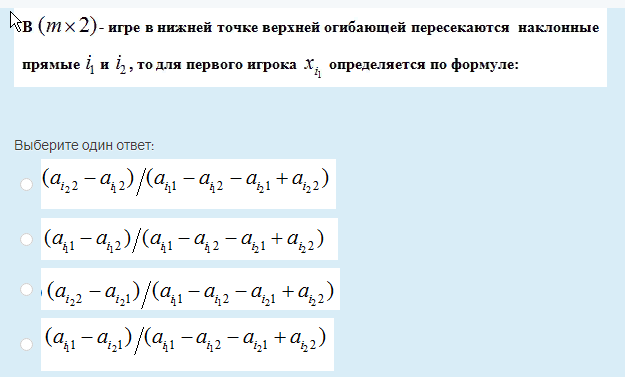 В (m×2)- игре в нижней точке верхней огибающей пересекаются наклонные
прямые i₁ и i₂, то для первого игрока x_{i₁} определяется по формуле:
Выберите один ответ:
(a_{i₂2} − a_{i₁2})/(a_{i₁1} − a_{i₁2} − a_{i₂1} + a_{i₂2})
(a_{i₁1} − a_{i₁2})/(a_{i₁1} − a_{i₁2} − a_{i₂1} + a_{i₂2})
(a_{i₂2} − a_{i₂1})/(a_{i₁1} − a_{i₁2} − a_{i₂1} + a_{i₂2})
(a_{i₁1} − a_{i₂1})/(a_{i₁1} − a_{i₁2} − a_{i₂1} + a_{i₂2})